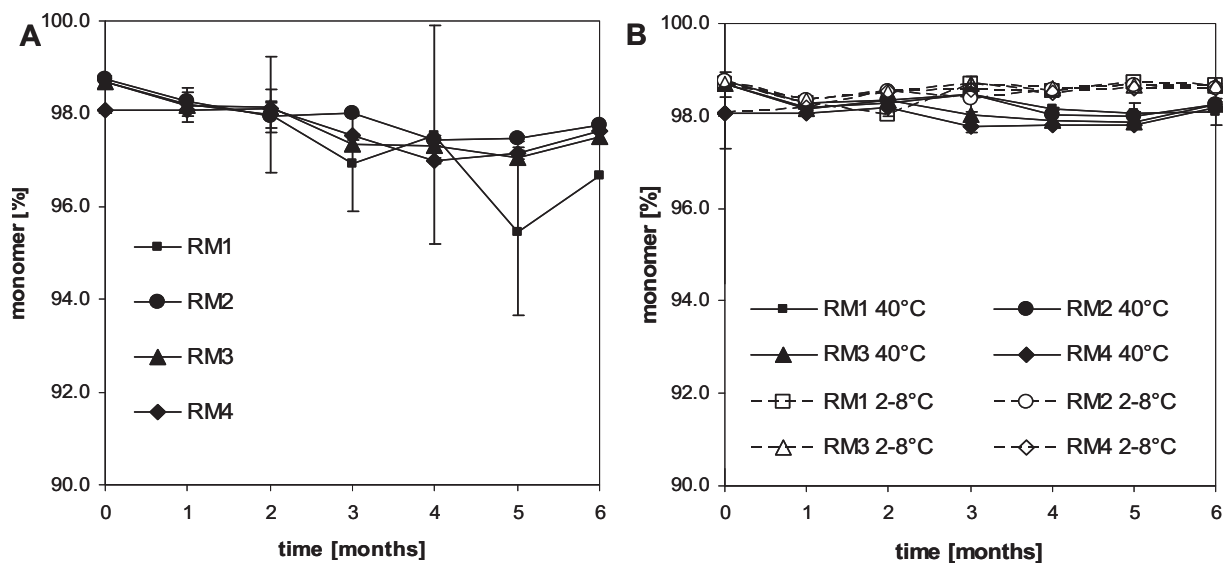 A
monomer [%]
100.0
98.0
96.0
94.0
92.0
90.0
RM1
RM2
RM3
RM4
0 1 2 3 4 5 6
time [months]
B
monomer [%]
100.0
98.0
96.0
94.0
92.0
90.0
RM1 40°C RM2 40°C
RM3 40°C RM4 40°C
RM1 2-8°C RM2 2-8°C
RM3 2-8°C RM4 2-8°C
0 1 2 3 4 5 6
time [months]